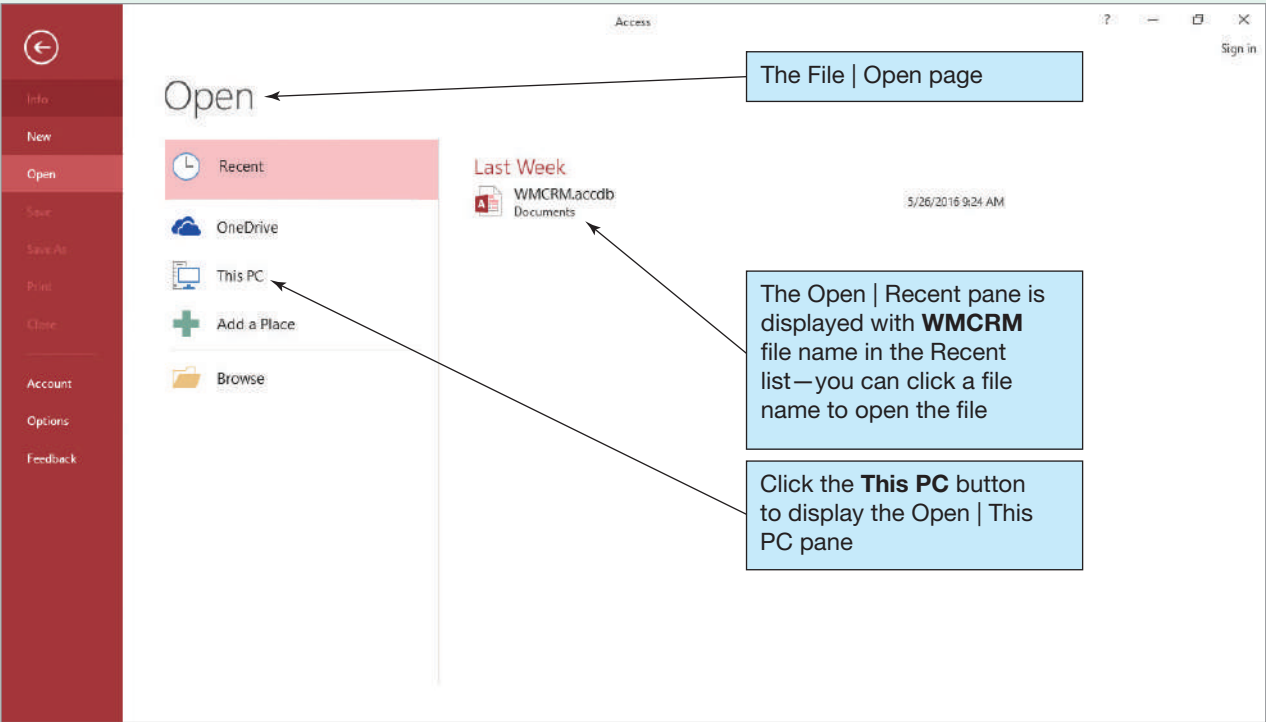 Access
?
Sign in
Info
New
Open
Save
Save As
Print
Close
Account
Options
Feedback
Open
Recent
OneDrive
This PC
Add a Place
Browse
Last Week
WMCRM.accdb
Documents
5/26/2016 9:24 AM
The File | Open page
The Open | Recent pane is
displayed with WMCRM
file name in the Recent
list—you can click a file
name to open the file
Click the This PC button
to display the Open | This
PC pane